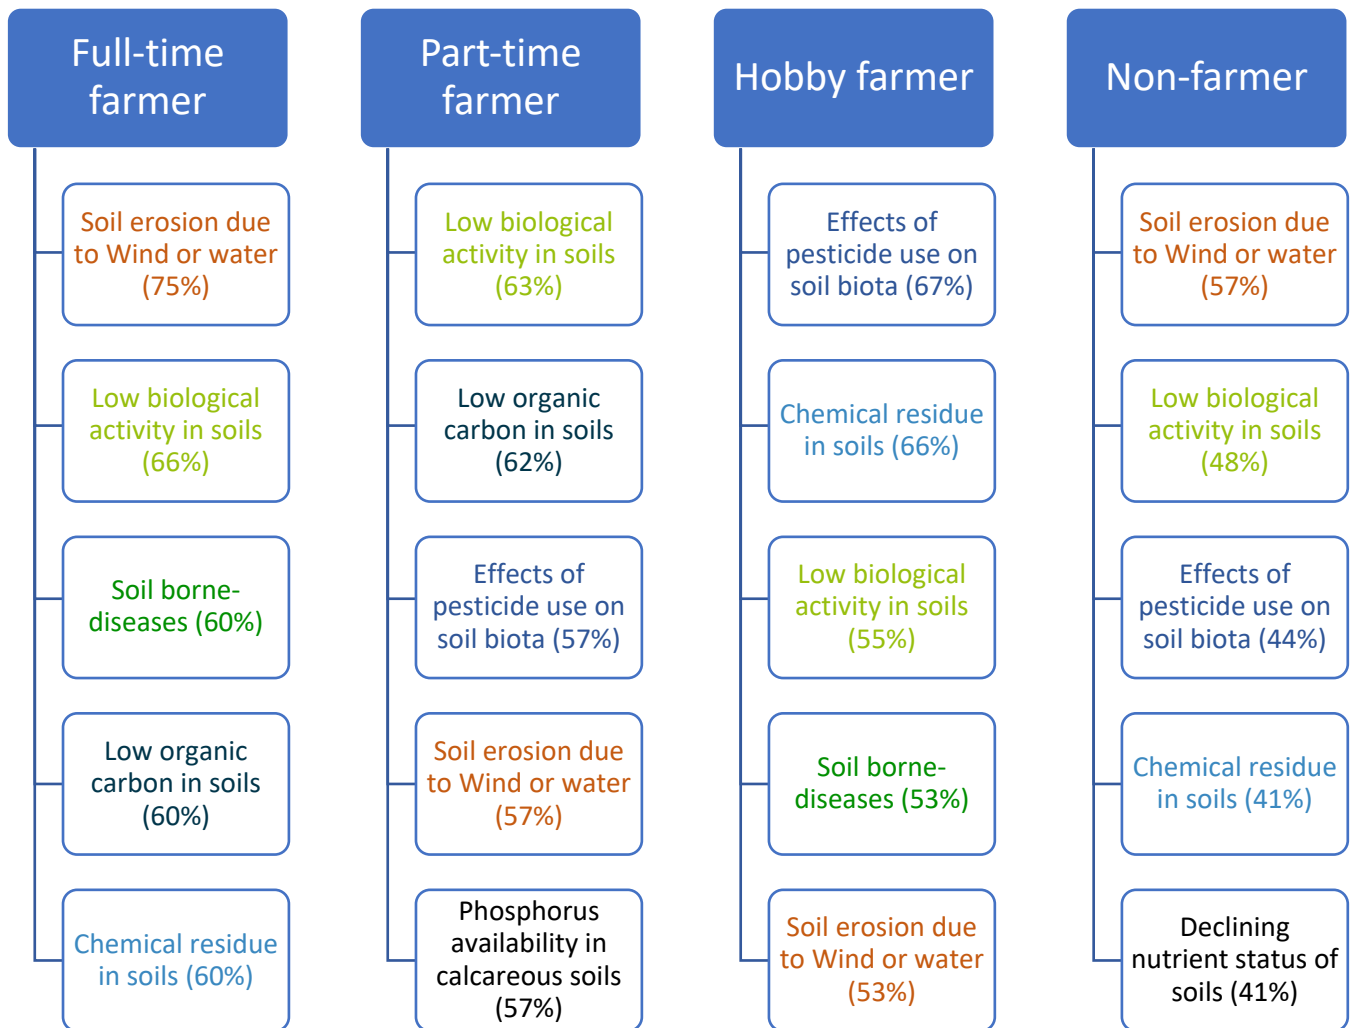 Full-time
farmer
Soil erosion due
to Wind or water
(75%)
Low biological
activity in soils
(66%)
Soil borne-
diseases (60%)
Low organic
carbon in soils
(60%)
Chemical residue
in soils (60%)
Part-time
farmer
Low biological
activity in soils
(63%)
Low organic
carbon in soils
(62%)
Effects of
pesticide use on
soil biota (57%)
Soil erosion due
to Wind or water
(57%)
Phosphorus
availability in
calcareous soils
(57%)
Hobby farmer
Effects of
pesticide use on
soil biota (67%)
Chemical residue
in soils (66%)
Low biological
activity in soils
(55%)
Soil borne-
diseases (53%)
Soil erosion due
to Wind or water
(53%)
Non-farmer
Soil erosion due
to Wind or water
(57%)
Low biological
activity in soils
(48%)
Effects of
pesticide use on
soil biota (44%)
Chemical residue
in soils (41%)
Declining
nutrient status of
soils (41%)